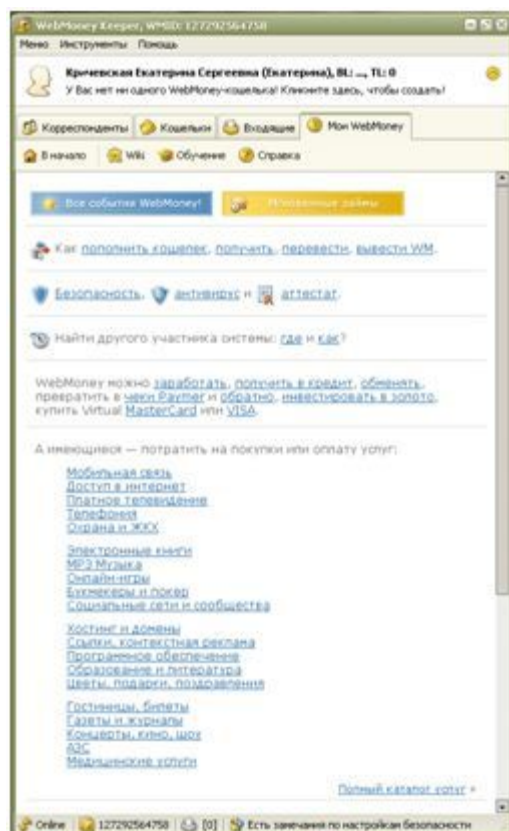 WebMoney Keeper, WMID: 127292564758
Меню Инструменты Помощь
Кричевская Екатерина Сергеевна (Екатерина), BL: ..., TL: 0
У Вас нет ни одного WebMoney-кошелька! Кликните здесь, чтобы создать!
Корреспонденты Кошельки Входящие Мои WebMoney
В начало Wiki Обучение Справка
Все события WebMoney! Мгновенные займы
Как пополнить кошелек, получить, перевести, вывести WM.
Безопасность, антивирус и аттестат.
Найти другого участника системы: где и как?
WebMoney можно заработать, получить в кредит, обменять,
превратить в чеки Paymer и обратно, инвестировать в золото,
купить Virtual MasterCard или VISA.
А имеющиеся — потратить на покупки или оплату услуг:
Мобильная связь
Доступ в интернет
Платное телевидение
Телефония
Охрана и ЖКХ
Электронные книги
MP3 Музыка
Онлайн-игры
Букмекеры и покер
Социальные сети и сообщества
Хостинг и домены
Ссылки, контекстная реклама
Программное обеспечение
Образование и литература
Цветы, подарки, поздравления
Гостиницы, билеты
Газеты и журналы
Концерты, кино, шоу
АЗС
Медицинские услуги
Полный каталог услуг »
Online 127292564758 [0] Есть замечания по настройкам безопасности